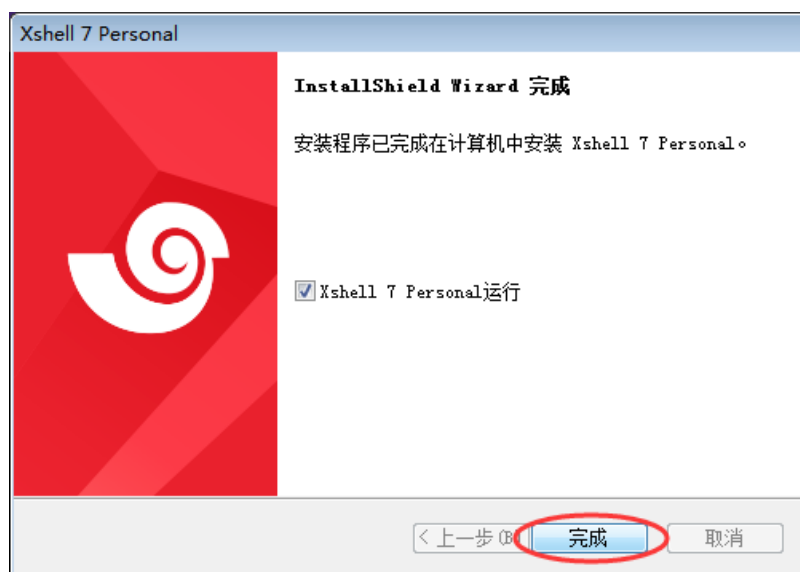 Xshell 7 Personal
InstallShield Wizard 完成
安装程序已完成在计算机中安装 Xshell 7 Personal。
Xshell 7 Personal运行
< 上一步(B) 完成 取消